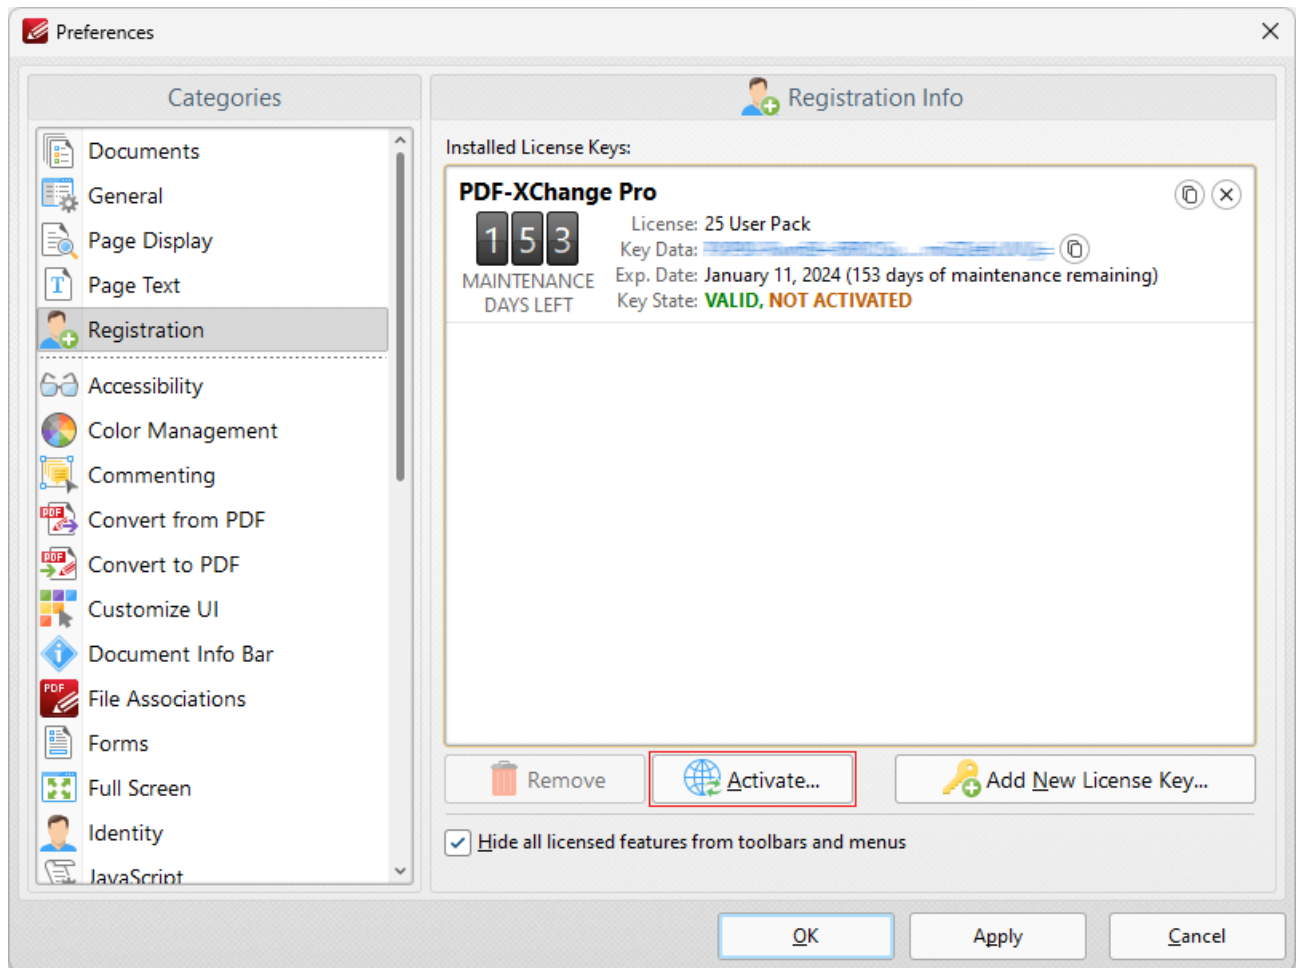 Preferences
Categories
Documents
General
Page Display
Page Text
Registration
Accessibility
Color Management
Commenting
Convert from PDF
Convert to PDF
Customize UI
Document Info Bar
File Associations
Forms
Full Screen
Identity
JavaScript
Registration Info
Installed License Keys:
PDF-XChange Pro
153
MAINTENANCE
DAYS LEFT
License: 25 User Pack
Key Data:
Exp. Date: January 11, 2024 (153 days of maintenance remaining)
Key State: VALID, NOT ACTIVATED
Remove
Activate...
Add New License Key...
Hide all licensed features from toolbars and menus
OK
Apply
Cancel